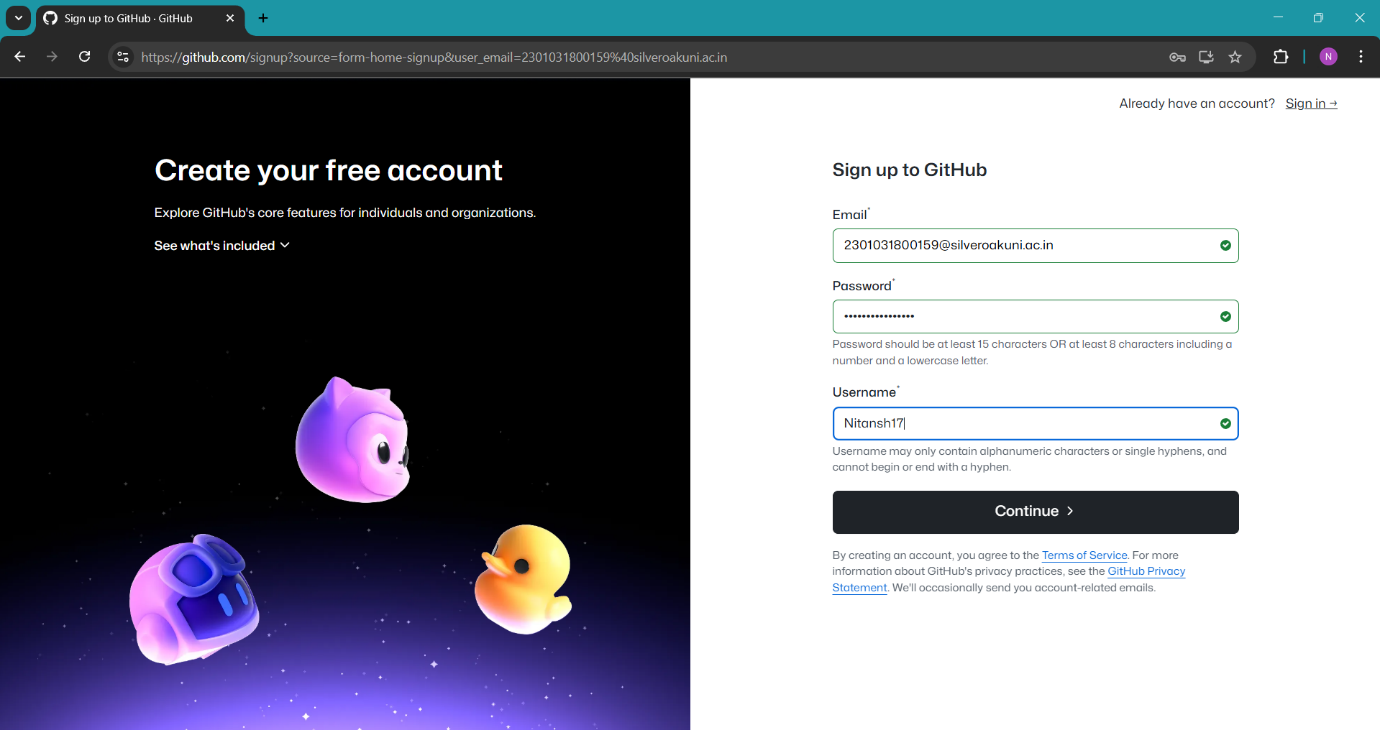 Sign up to GitHub · GitHub
https://github.com/signup?source=form-home-signup&user_email=2301031800159%40silveroakuni.ac.in
N
Already have an account? Sign in →
Create your free account
Explore GitHub's core features for individuals and organizations.
See what's included
Sign up to GitHub
Email*
2301031800159@silveroakuni.ac.in
Password*
••••••••••••••••
Password should be at least 15 characters OR at least 8 characters including a
number and a lowercase letter.
Username*
Nitansh17
Username may only contain alphanumeric characters or single hyphens, and
cannot begin or end with a hyphen.
Continue >
By creating an account, you agree to the Terms of Service. For more
information about GitHub's privacy practices, see the GitHub Privacy
Statement. We'll occasionally send you account-related emails.